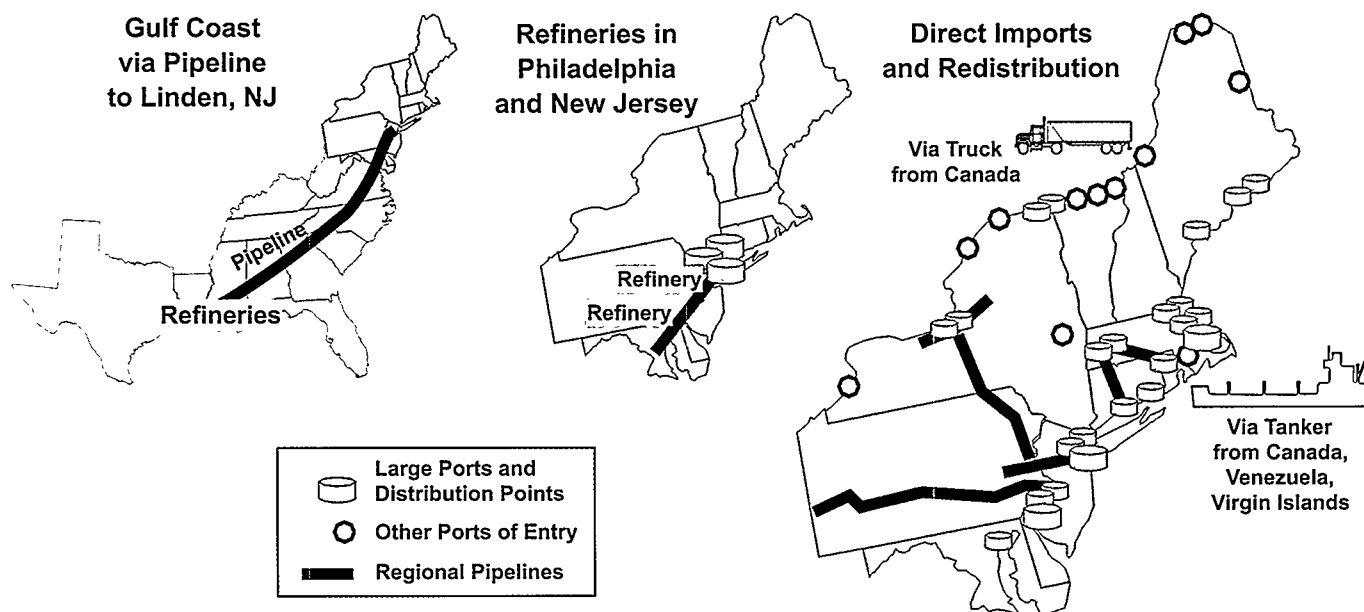 Gulf Coast
via Pipeline
to Linden, NJ
Pipeline
Refineries
Refineries in
Philadelphia
and New Jersey
Refinery
Refinery
Direct Imports
and Redistribution
Via Truck
from Canada
Via Tanker
from Canada,
Venezuela,
Virgin Islands
Large Ports and
Distribution Points
Other Ports of Entry
Regional Pipelines